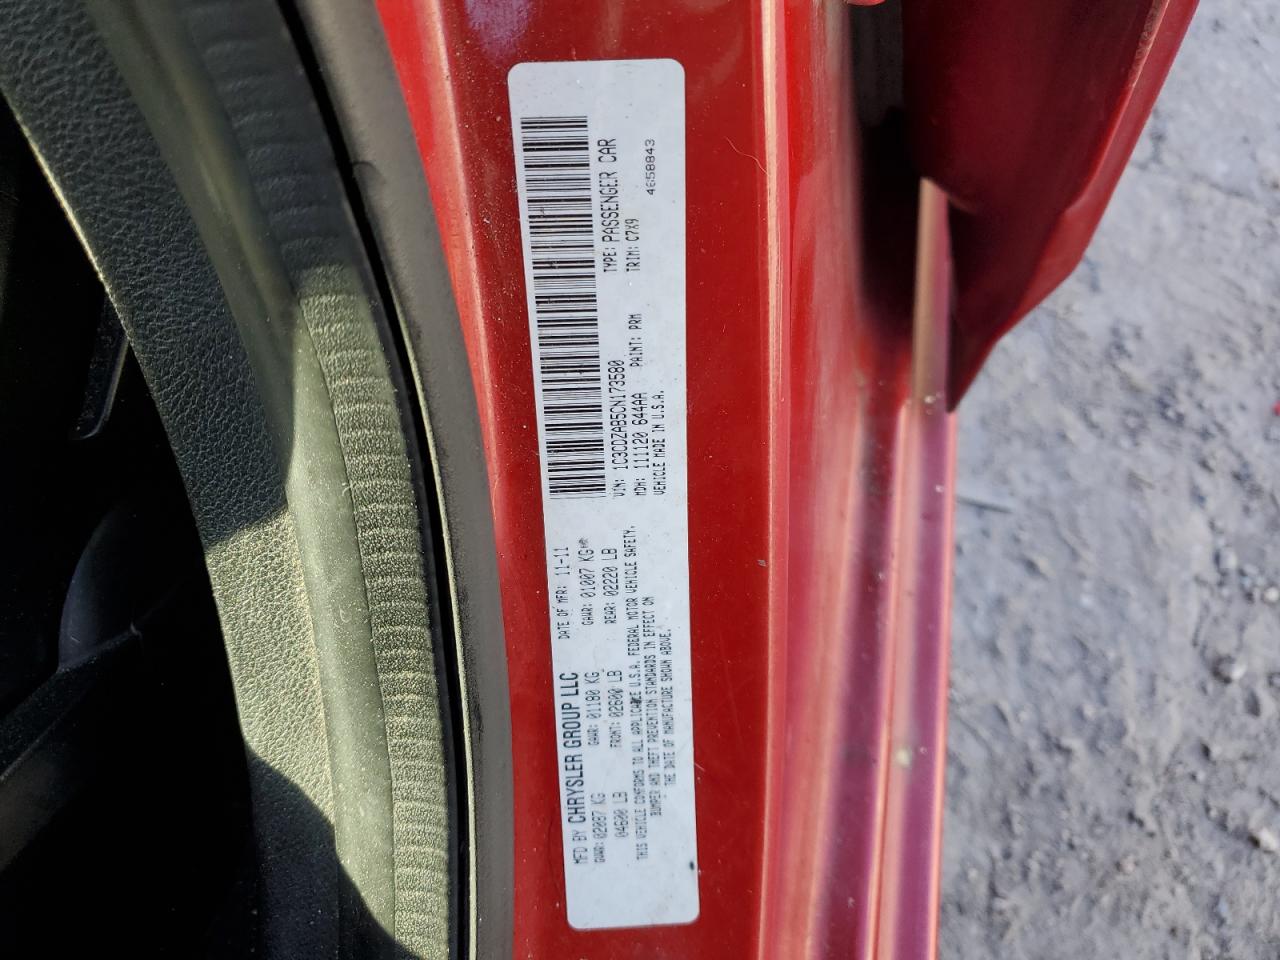 MFD BY CHRYSLER GROUP LLC DATE OF MFR: 11-11
GVWR: 02087 KG GAWR: 01180 KG GAWR: 01007 KG
04600 LB FRONT: 02600 LB REAR: 02220 LB
THIS VEHICLE CONFORMS TO ALL APPLICABLE U.S.A. FEDERAL MOTOR VEHICLE SAFETY,
BUMPER AND THEFT PREVENTION STANDARDS IN EFFECT ON
THE DATE OF MANUFACTURE SHOWN ABOVE.
VIN: 1C3CDZAB5CN173580 TYPE: PASSENGER CAR
MDH: 111120 644AA PAINT: PRM TRIM: C7X9
VEHICLE MADE IN U.S.A. 4658843